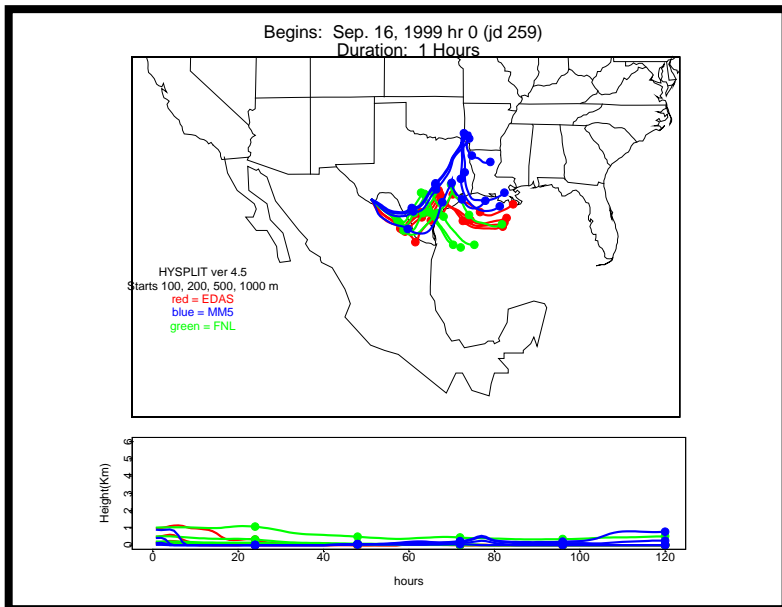 Begins:  Sep. 16, 1999 hr 0 (jd 259)
Duration:  1 Hours
HYSPLIT ver 4.5
Starts 100, 200, 500, 1000 m
red = EDAS
blue = MM5
green = FNL
Height(Km)
6
5
4
3
2
1
0
0 20 40 60 80 100 120
hours